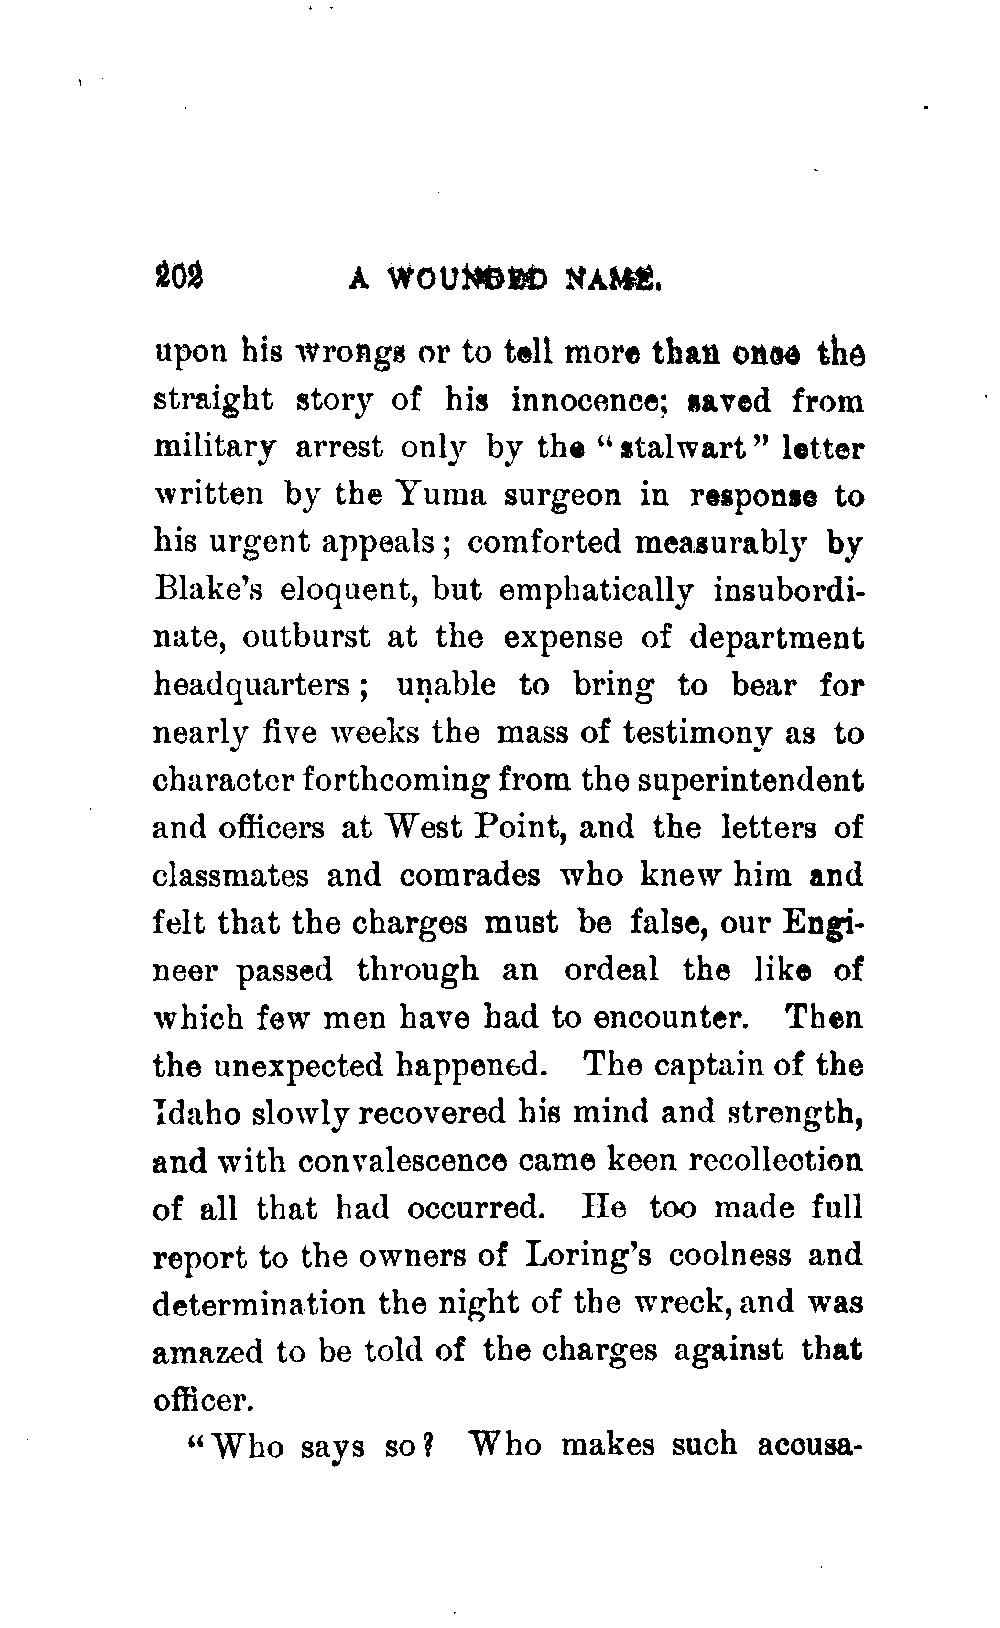 202 A WOUNDED NAME.
upon his wrongs or to tell more than once the
straight story of his innocence; saved from
military arrest only by the “stalwart” letter
written by the Yuma surgeon in response to
his urgent appeals; comforted measurably by
Blake's eloquent, but emphatically insubordi-
nate, outburst at the expense of department
headquarters; unable to bring to bear for
nearly five weeks the mass of testimony as to
character forthcoming from the superintendent
and officers at West Point, and the letters of
classmates and comrades who knew him and
felt that the charges must be false, our Engi-
neer passed through an ordeal the like of
which few men have had to encounter. Then
the unexpected happened. The captain of the
Idaho slowly recovered his mind and strength,
and with convalescence came keen recollection
of all that had occurred. He too made full
report to the owners of Loring's coolness and
determination the night of the wreck, and was
amazed to be told of the charges against that
officer.
“Who says so? Who makes such accusa-